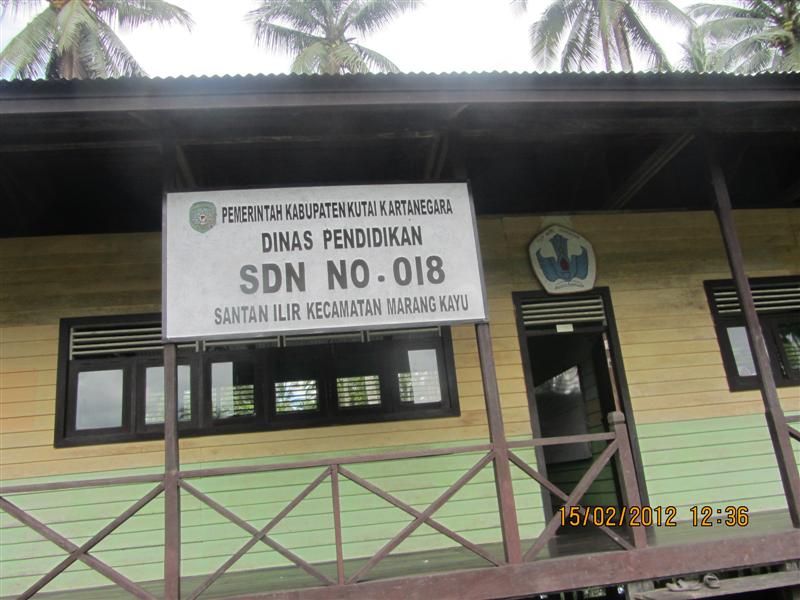 PEMERINTAH KABUPATEN KUTAI KARTANEGARA
DINAS PENDIDIKAN
SDN NO. 018
SANTAN ILIR KECAMATAN MARANG KAYU
15/02/2012 12:36